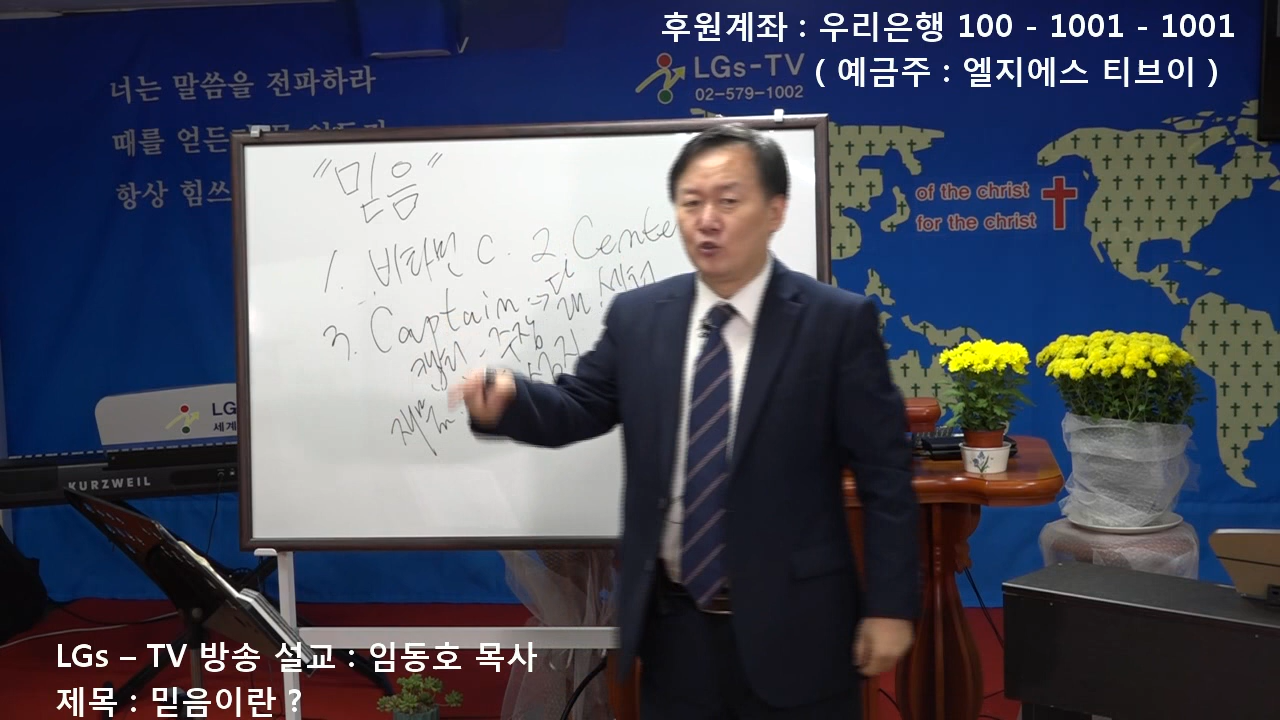 후원계좌 : 우리은행 100 - 1001 - 1001
( 예금주 : 엘지에스 티브이 )
LGs-TV
02-579-1002
너는 말씀을 전파하라
때를 얻든
항상 힘쓰
of the christ
for the christ
"믿음"
1. 비타민 C. 2. Cente
3. Captain →
LG
세계
KURZWEIL
LGs – TV 방송 설교 : 임동호 목사
제목 : 믿음이란 ?